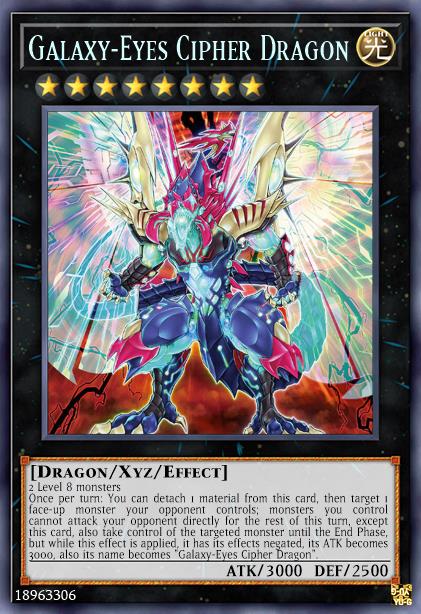 GALAXY-EYES CIPHER DRAGON
LIGHT
光
[DRAGON/XYZ/EFFECT]
2 Level 8 monsters
Once per turn: You can detach 1 material from this card, then target 1
face-up monster your opponent controls; monsters you control
cannot attack your opponent directly for the rest of this turn, except
this card, also take control of the targeted monster until the End Phase,
but while this effect is applied, it has its effects negated, its ATK becomes
3000, also its name becomes "Galaxy-Eyes Cipher Dragon".
ATK/3000 DEF/2500
18963306